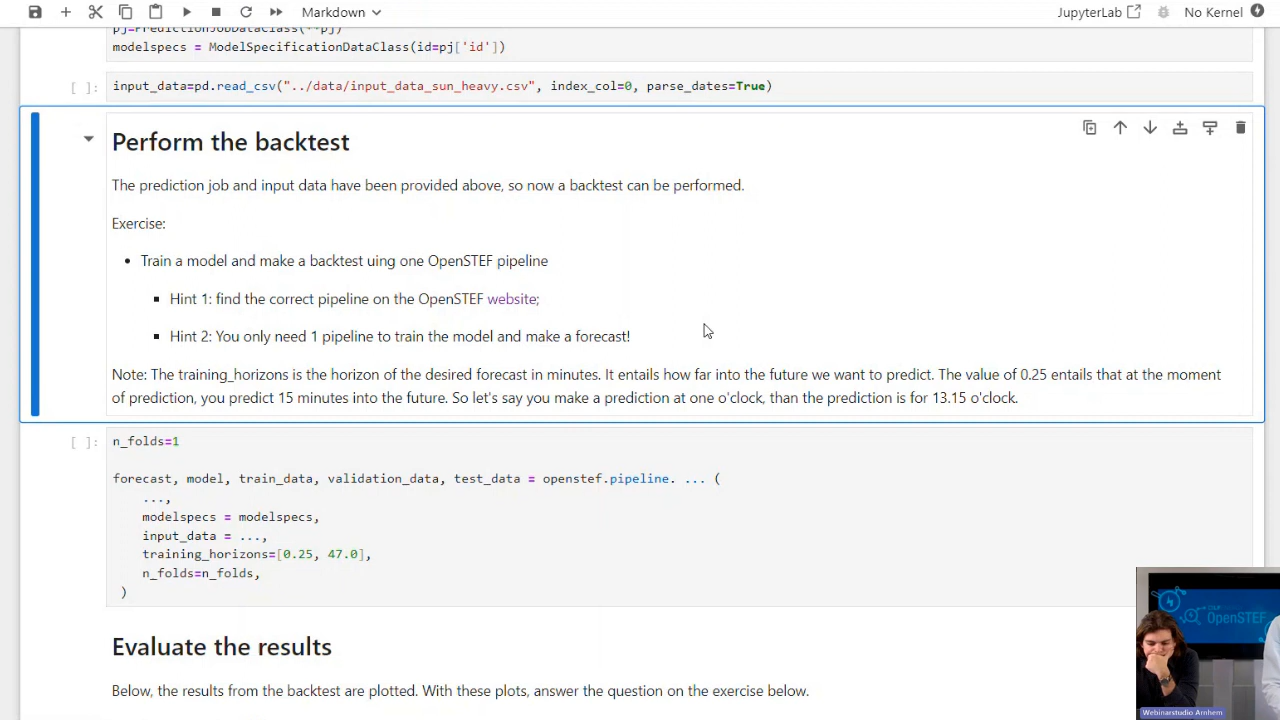 Markdown
JupyterLab
No Kernel
pj=PredictionJobDataClass(**pj)
modelspecs = ModelSpecificationDataClass(id=pj['id'])
[ ]: input_data=pd.read_csv("../data/input_data_sun_heavy.csv", index_col=0, parse_dates=True)
Perform the backtest
The prediction job and input data have been provided above, so now a backtest can be performed.
Exercise:
• Train a model and make a backtest uing one OpenSTEF pipeline
▪ Hint 1: find the correct pipeline on the OpenSTEF website;
▪ Hint 2: You only need 1 pipeline to train the model and make a forecast!
Note: The training_horizons is the horizon of the desired forecast in minutes. It entails how far into the future we want to predict. The value of 0.25 entails that at the moment
of prediction, you predict 15 minutes into the future. So let's say you make a prediction at one o'clock, than the prediction is for 13.15 o'clock.
[ ]: n_folds=1
forecast, model, train_data, validation_data, test_data = openstef.pipeline. ... (
...,
modelspecs = modelspecs,
input_data = ...,
training_horizons=[0.25, 47.0],
n_folds=n_folds,
)
Evaluate the results
Below, the results from the backtest are plotted. With these plots, answer the question on the exercise below.
OpenSTEF
Webinarstudio Arnhem